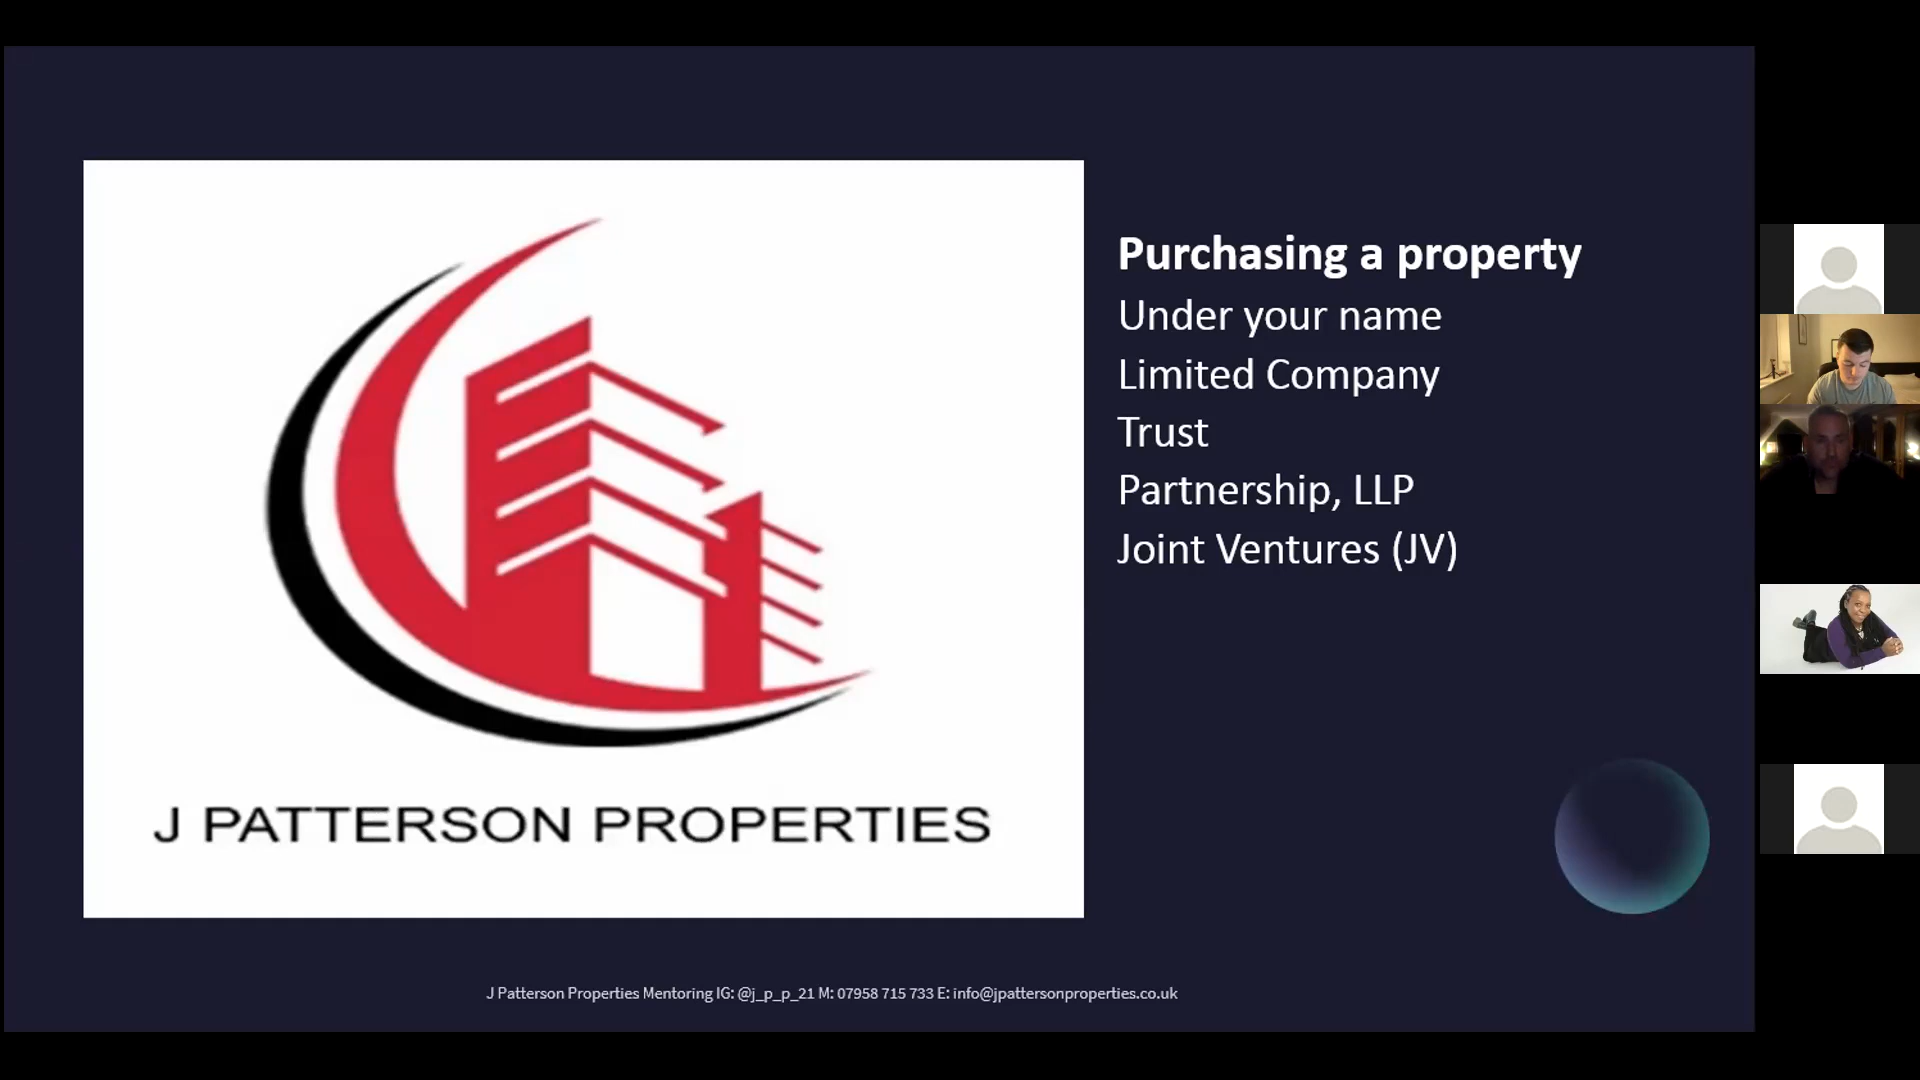 J PATTERSON PROPERTIES
Purchasing a property
Under your name
Limited Company
Trust
Partnership, LLP
Joint Ventures (JV)
J Patterson Properties Mentoring IG: @j_p_p_21 M: 07958 715 733 E: info@jpattersonproperties.co.uk